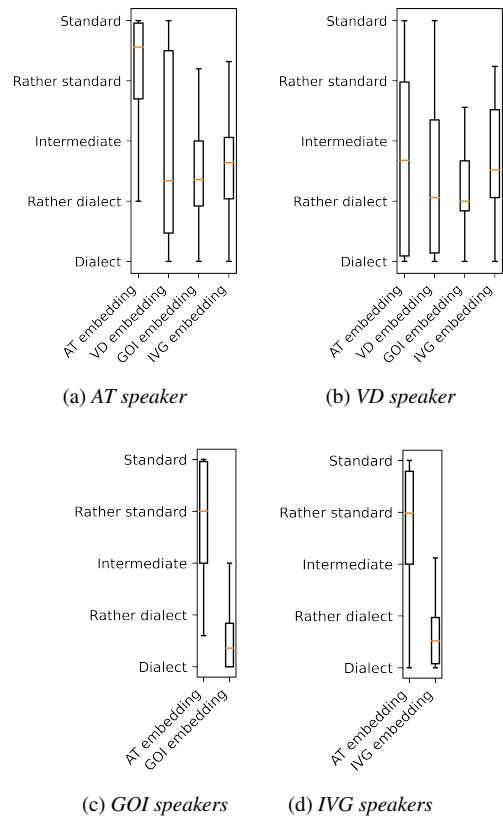 Standard
Rather standard
Intermediate
Rather dialect
Dialect
AT embedding
VD embedding
GOI embedding
IVG embedding
(a) AT speaker
Standard
Rather standard
Intermediate
Rather dialect
Dialect
AT embedding
VD embedding
GOI embedding
IVG embedding
(b) VD speaker
Standard
Rather standard
Intermediate
Rather dialect
Dialect
AT embedding
GOI embedding
(c) GOI speakers
Standard
Rather standard
Intermediate
Rather dialect
Dialect
AT embedding
IVG embedding
(d) IVG speakers